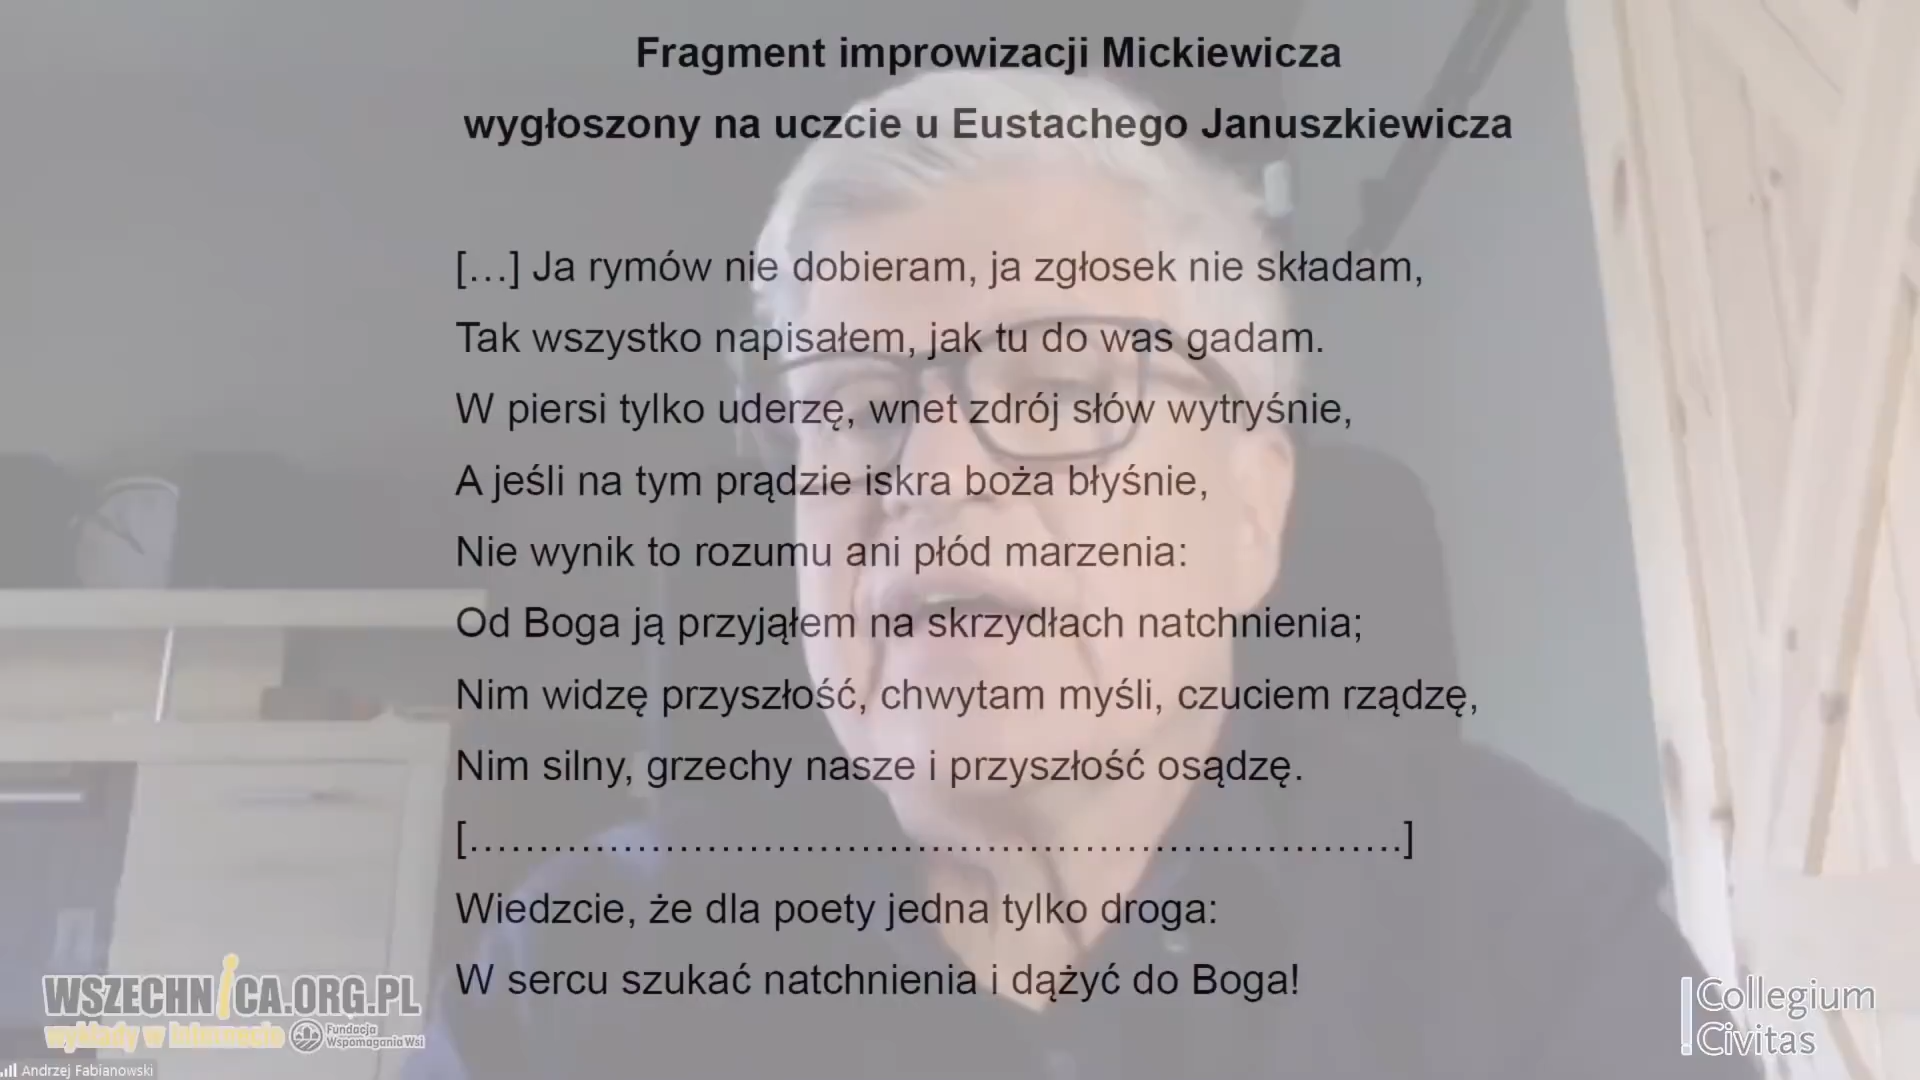 Fragment improwizacji Mickiewicza
wygłoszony na uczcie u Eustachego Januszkiewicza
[…] Ja rymów nie dobieram, ja zgłosek nie składam,
Tak wszystko napisałem, jak tu do was gadam.
W piersi tylko uderzę, wnet zdrój słów wytryśnie,
A jeśli na tym prądzie iskra boża błyśnie,
Nie wynik to rozumu ani płód marzenia:
Od Boga ją przyjąłem na skrzydłach natchnienia;
Nim widzę przyszłość, chwytam myśli, czuciem rządzę,
Nim silny, grzechy nasze i przyszłość osądzę.
[……………………………………………………………………….]
Wiedzcie, że dla poety jedna tylko droga:
W sercu szukać natchnienia i dążyć do Boga!
WSZECHNiCA.ORG.PL
wykłady w internecie
Fundacja
Wspomagania Wsi
Collegium
Civitas
Andrzej Fabianowski